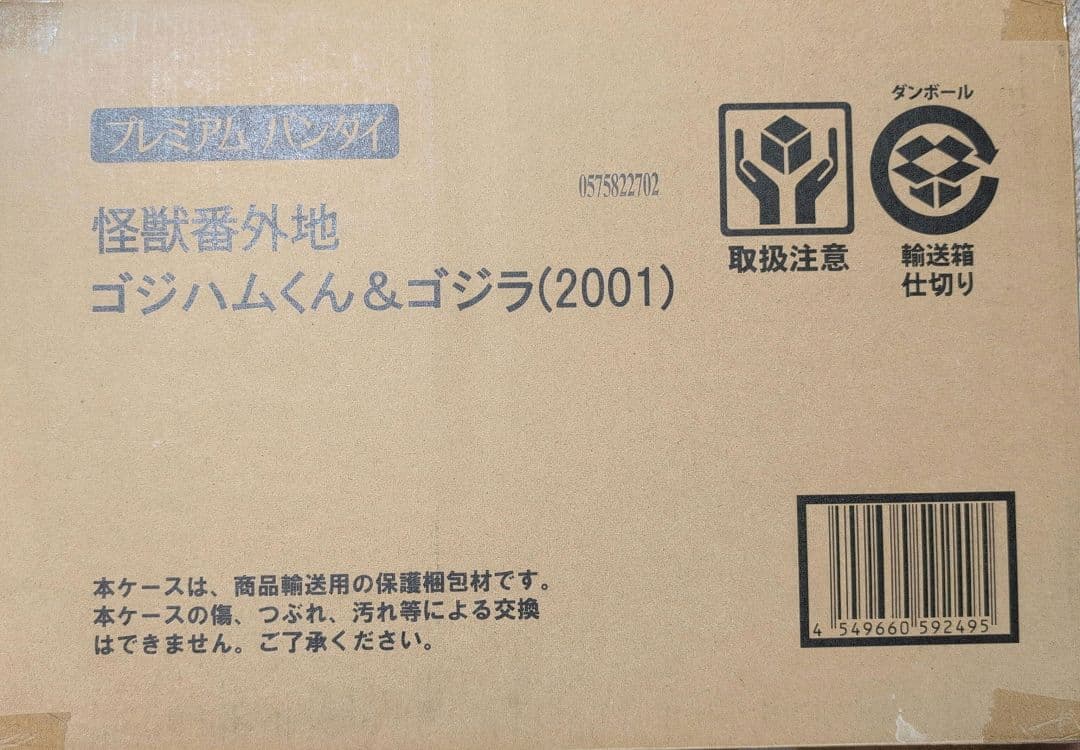 プレミアム バンダイ
0575822702
怪獣番外地
ゴジハムくん&ゴジラ(2001)
取扱注意
ダンボール
輸送箱
仕切り
本ケースは、商品輸送用の保護梱包材です。
本ケースの傷、つぶれ、汚れ等による交換
はできません。ご了承ください。
4 549660 592495